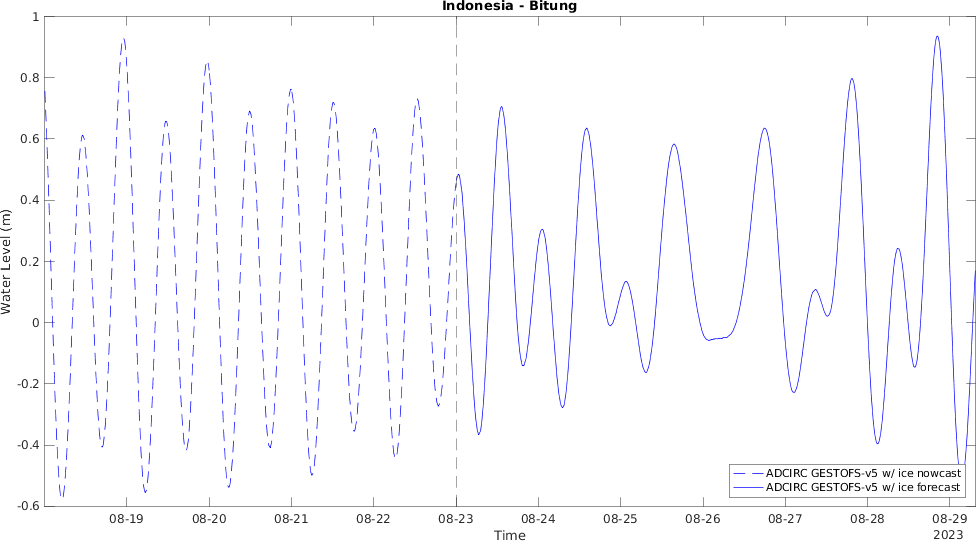 Indonesia - Bitung
Water Level (m)
1
0.8
0.6
0.4
0.2
0
-0.2
-0.4
-0.6
ADCIRC GESTOFS-v5 w/ ice nowcast
ADCIRC GESTOFS-v5 w/ ice forecast
08-19 08-20 08-21 08-22 08-23 08-24 08-25 08-26 08-27 08-28 08-29
Time 2023